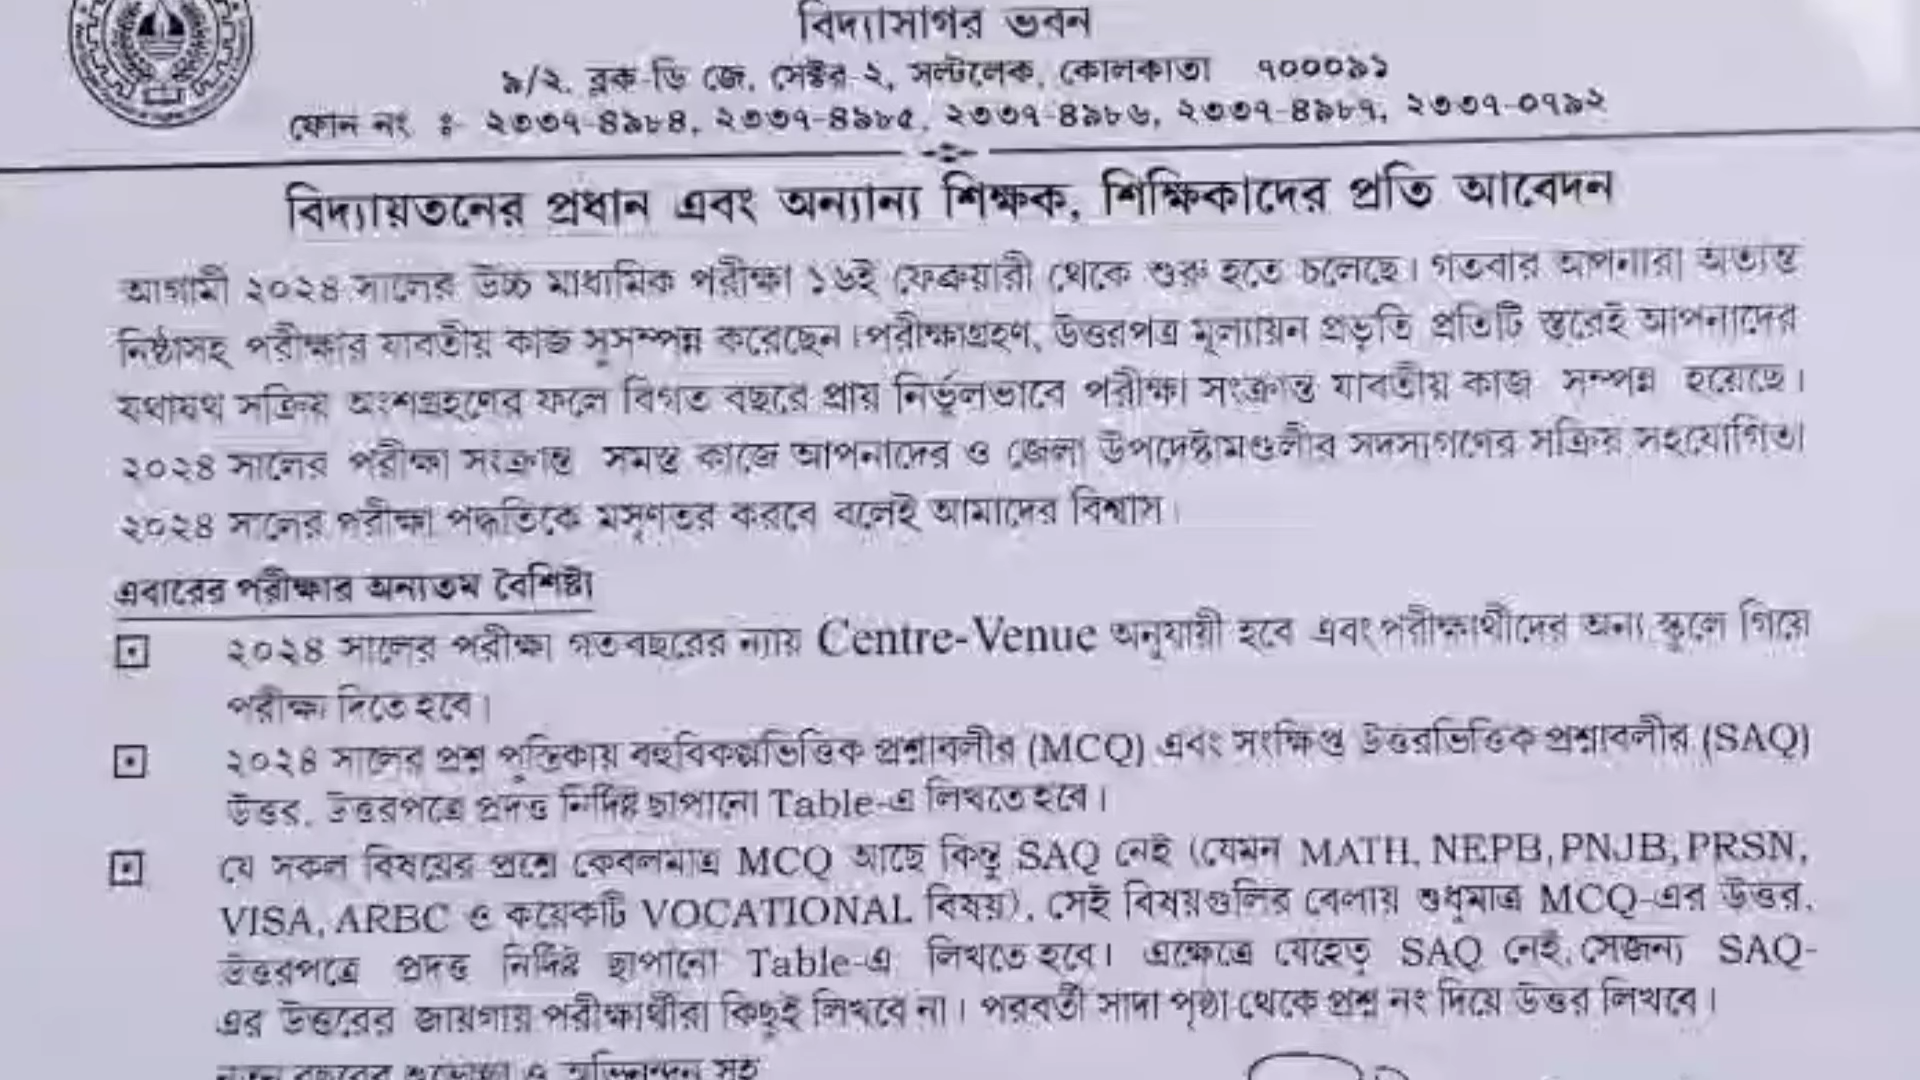 বিদ্যাসাগর ভবন
৯/২, ব্লক-ডি জে, সেক্টর-২, সল্টলেক, কোলকাতা ৭০০০৯১
ফোন নং ঃ- ২৩৩৭-৪৯৮৪, ২৩৩৭-৪৯৮৫, ২৩৩৭-৪৯৮৬, ২৩৩৭-৪৯৮৭, ২৩৩৭-০৭৯২
বিদ্যায়তনের প্রধান এবং অন্যান্য শিক্ষক, শিক্ষিকাদের প্রতি আবেদন
আগামী ২০২৪ সালের উচ্চ মাধ্যমিক পরীক্ষা ১৬ই ফেব্রুয়ারী থেকে শুরু হতে চলেছে। গতবার আপনারা অত্যন্ত
নিষ্ঠাসহ পরীক্ষার যাবতীয় কাজ সুসম্পন্ন করেছেন। পরীক্ষাগ্রহণ, উত্তরপত্র মূল্যায়ন প্রভৃতি প্রতিটি স্তরেই আপনাদের
যথাযথ সক্রিয় অংশগ্রহণের ফলে বিগত বছরে প্রায় নির্ভূলভাবে পরীক্ষা সংক্রান্ত যাবতীয় কাজ সম্পন্ন হয়েছে।
২০২৪ সালের পরীক্ষা সংক্রান্ত সমস্ত কাজে আপনাদের ও জেলা উপদেষ্টামণ্ডলীর সদস্যগণের সক্রিয় সহযোগিতা
২০২৪ সালের পরীক্ষা পদ্ধতিকে মসৃণতর করবে বলেই আমাদের বিশ্বাস।
এবারের পরীক্ষার অন্যতম বৈশিষ্ট্য
২০২৪ সালের পরীক্ষা গতবছরের ন্যায় Centre-Venue অনুযায়ী হবে এবং পরীক্ষার্থীদের অন্য স্কুলে গিয়ে
পরীক্ষা দিতে হবে।
২০২৪ সালের প্রশ্ন পুস্তিকায় বহুবিকল্পভিত্তিক প্রশ্নাবলীর (MCQ) এবং সংক্ষিপ্ত উত্তরভিত্তিক প্রশ্নাবলীর (SAQ)
উত্তর, উত্তরপত্রে প্রদত্ত নির্দিষ্ট ছাপানো Table-এ লিখতে হবে।
যে সকল বিষয়ের প্রশ্নে কেবলমাত্র MCQ আছে কিন্তু SAQ নেই (যেমন MATH, NEPB, PNJB, PRSN,
VISA, ARBC ও কয়েকটি VOCATIONAL বিষয়), সেই বিষয়গুলির বেলায় শুধুমাত্র MCQ-এর উত্তর,
উত্তরপত্রে প্রদত্ত নির্দিষ্ট ছাপানো Table-এ লিখতে হবে। এক্ষেত্রে যেহেতু SAQ নেই, সেজন্য SAQ-
এর উত্তরের জায়গায় পরীক্ষার্থীরা কিছুই লিখবে না। পরবর্তী সাদা পৃষ্ঠা থেকে প্রশ্ন নং দিয়ে উত্তর লিখবে।